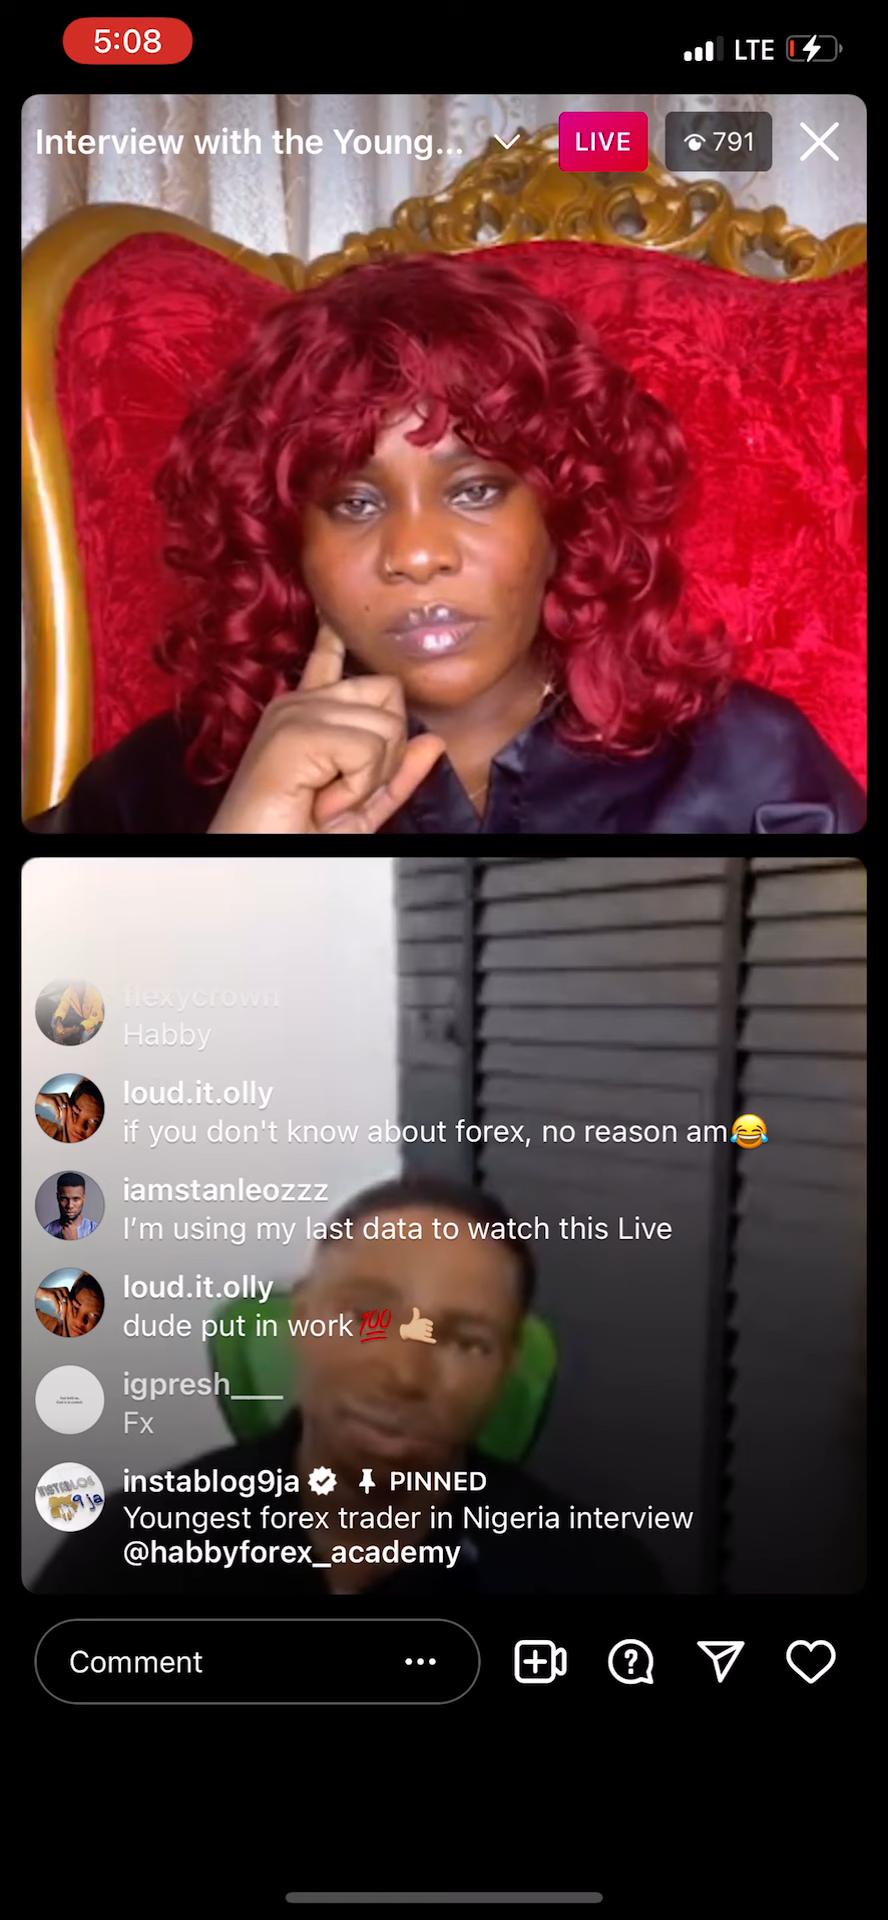 5:08
LTE
Interview with the Young...
LIVE
791
flexycrown
Habby
loud.it.olly
if you don't know about forex, no reason am😂
iamstanleozzz
I’m using my last data to watch this Live
loud.it.olly
dude put in work💯🤙🏼
igpresh___
Fx
instablog9ja PINNED
Youngest forex trader in Nigeria interview
@habbyforex_academy
Comment